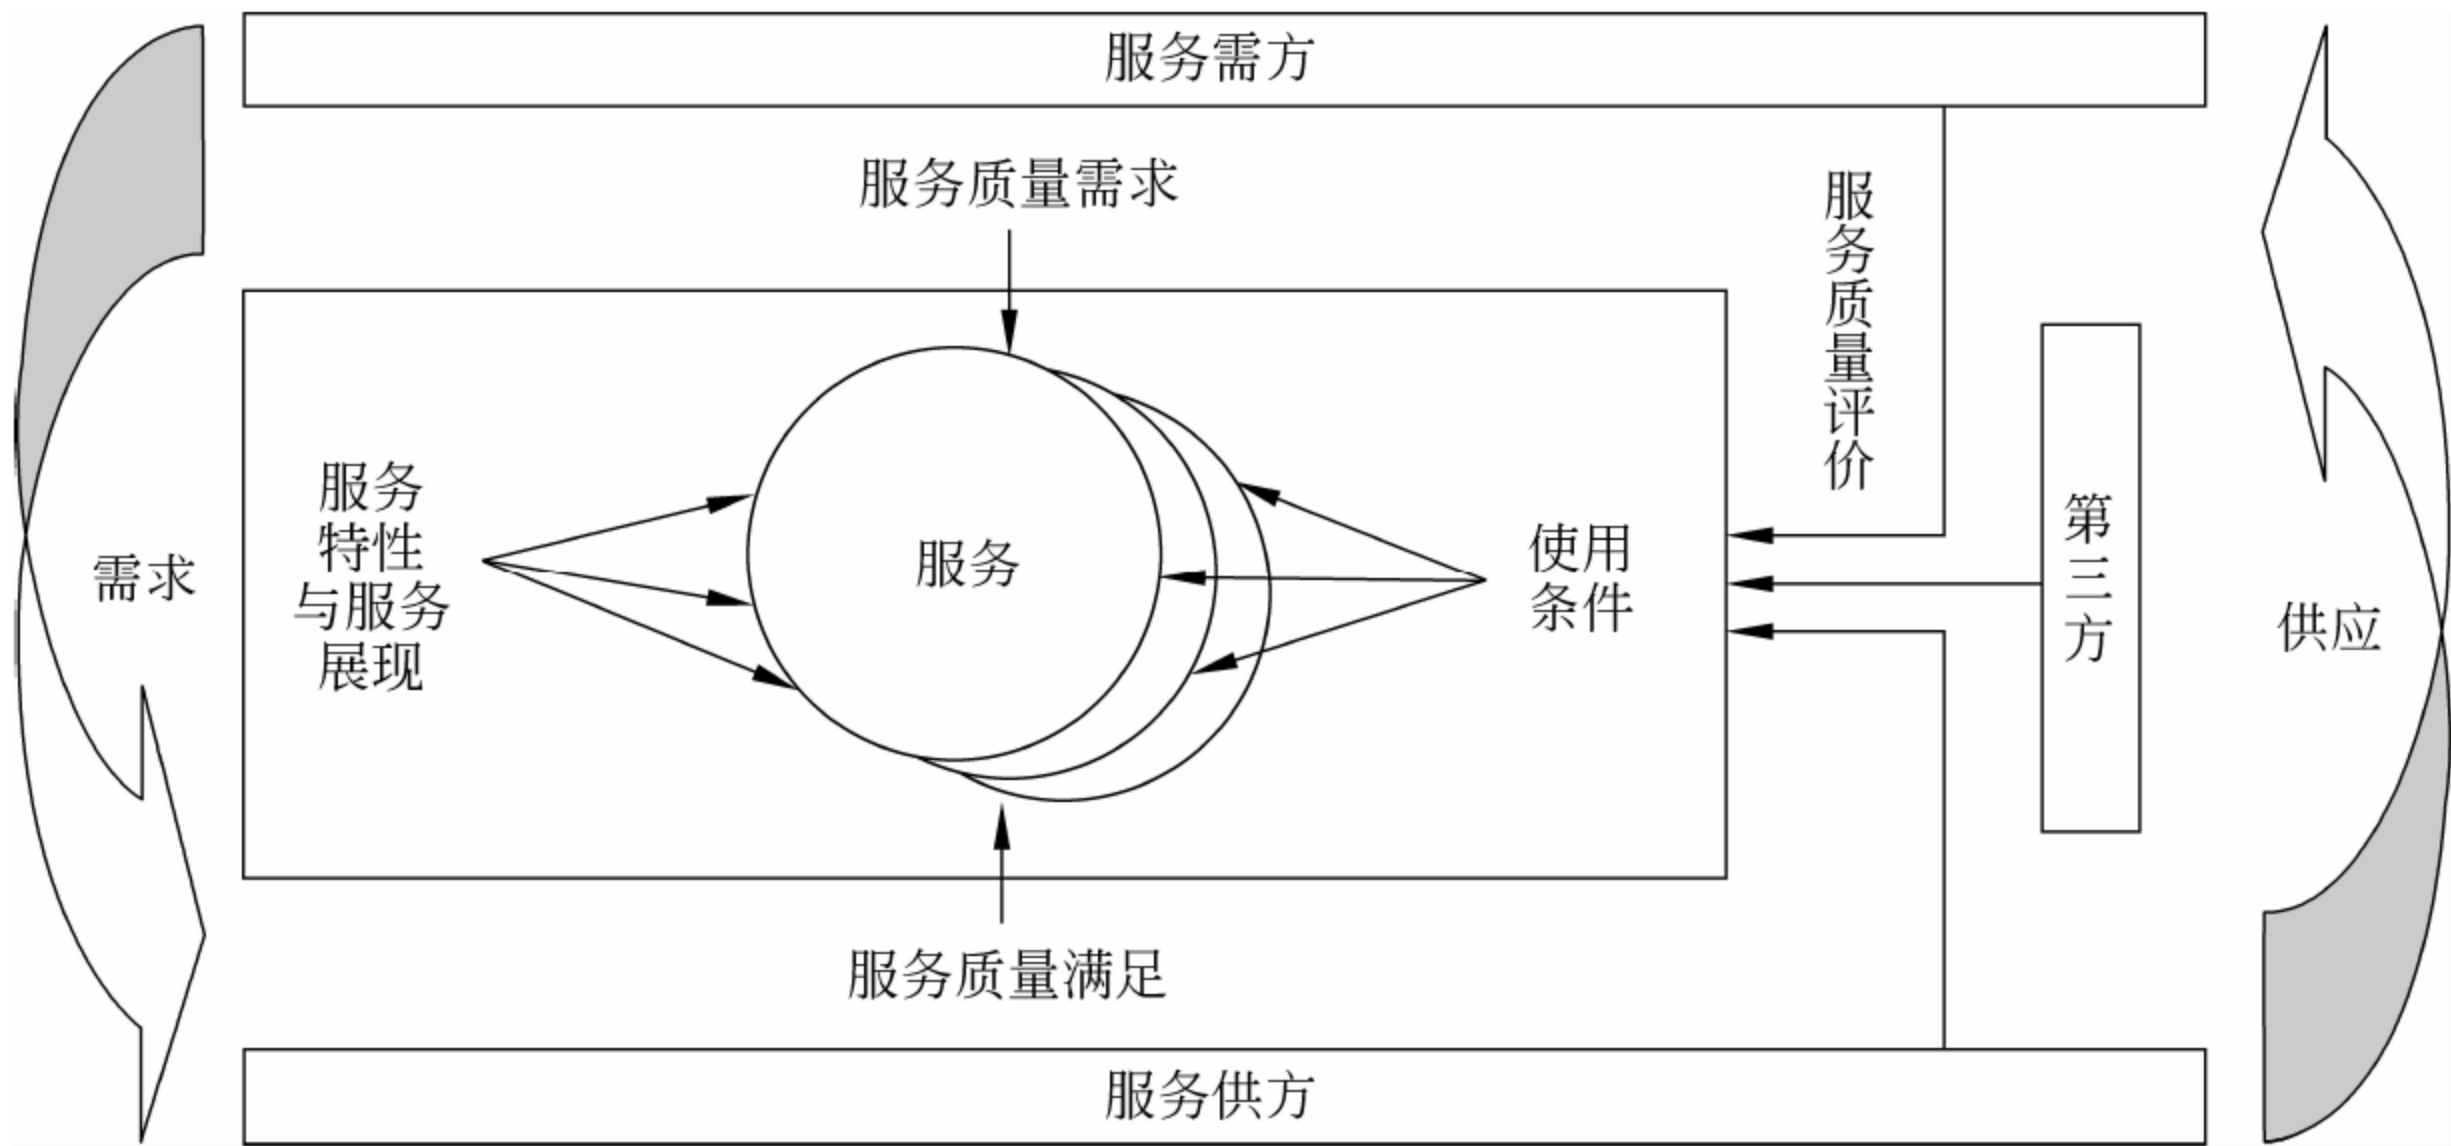 服务需方
服务质量需求
服务质量评价
服务
特性
与服务
展现
服务
使用
条件
第三方
需求
供应
服务质量满足
服务供方